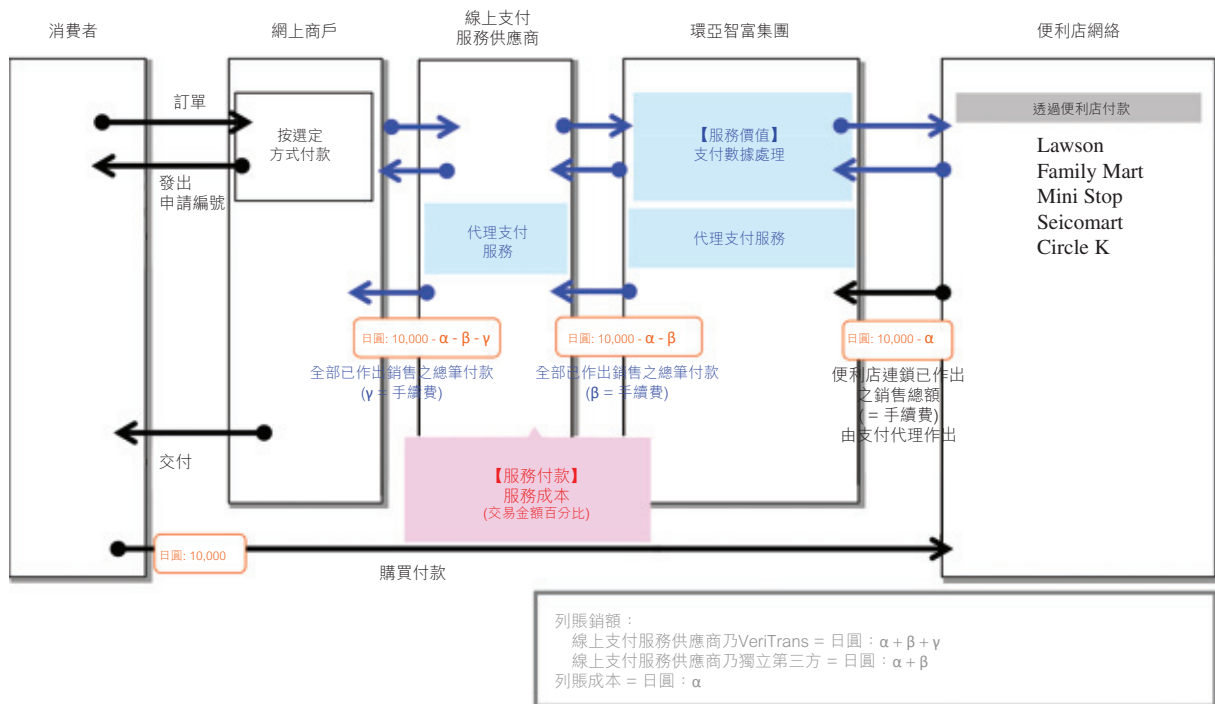 消費者
網上商戶
線上支付
服務供應商
環亞智富集團
便利店網絡
訂單
按選定
方式付款
發出
申請編號
【服務價值】
支付數據處理
透過便利店付款
Lawson
Family Mart
Mini Stop
Seicomart
Circle K
代理支付
服務
代理支付服務
日圓: 10,000 - α - β - γ
日圓: 10,000 - α - β
日圓: 10,000 - α
全部已作出銷售之總筆付款
(γ = 手續費)
全部已作出銷售之總筆付款
(β = 手續費)
便利店連鎖已作出
之銷售總額
( = 手續費)
由支付代理作出
交付
【服務付款】
服務成本
(交易金額百分比)
日圓: 10,000
購買付款
列賬銷額：
線上支付服務供應商乃VeriTrans = 日圓：α + β + γ
線上支付服務供應商乃獨立第三方 = 日圓：α + β
列賬成本 = 日圓：α